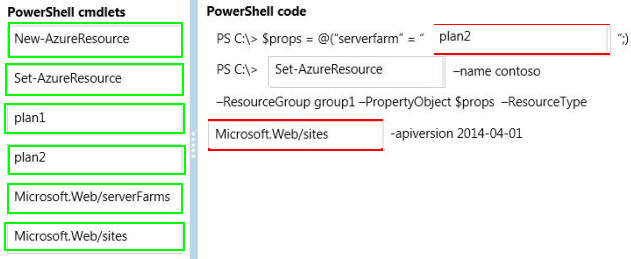 PowerShell cmdlets
New-AzureResource
Set-AzureResource
plan1
plan2
Microsoft.Web/serverFarms
Microsoft.Web/sites
PowerShell code
PS C:\> $props = @(“serverfarm” = “ plan2 ”;)
PS C:\> Set-AzureResource –name contoso
–ResourceGroup group1 –PropertyObject $props –ResourceType
Microsoft.Web/sites -apiversion 2014-04-01